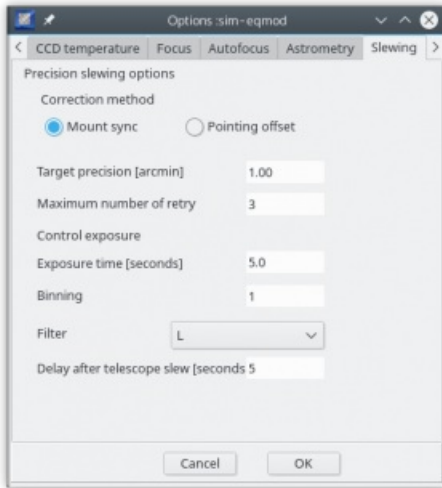 Options :sim-eqmod
CCD temperature Focus Autofocus Astrometry Slewing
Precision slewing options
Correction method
Mount sync Pointing offset
Target precision [arcmin] 1.00
Maximum number of retry 3
Control exposure
Exposure time [seconds] 5.0
Binning 1
Filter L
Delay after telescope slew [seconds 5
Cancel OK